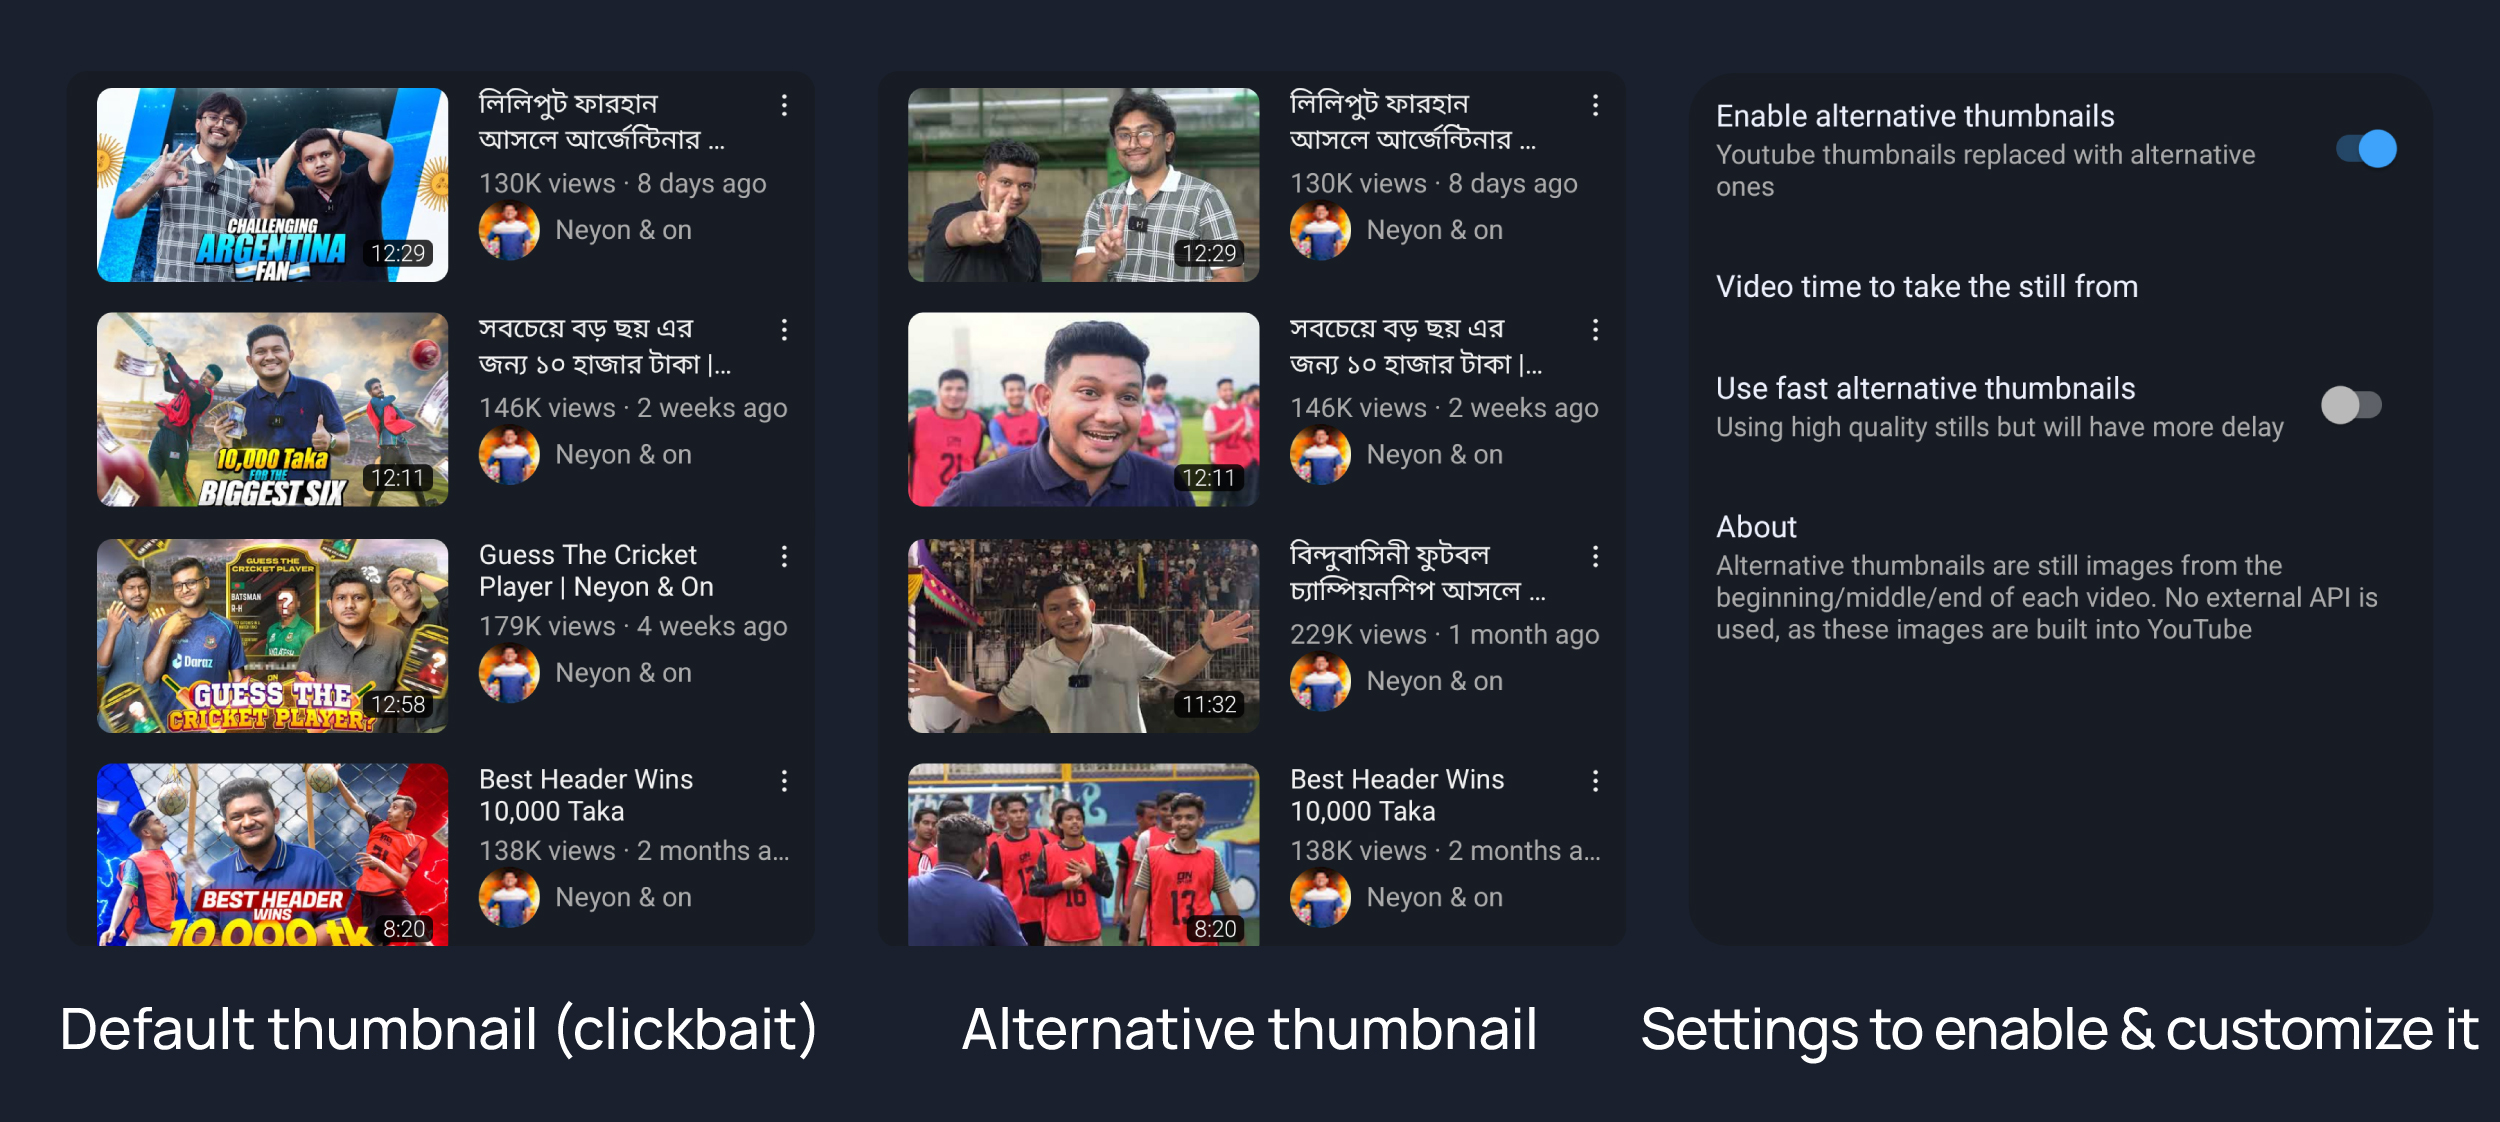 লিলিপুট ফারহান
আসলে আর্জেন্টিনার ...
130K views · 8 days ago
Neyon & on
CHALLENGING
ARGENTINA
FAN
12:29
সবচেয়ে বড় ছয় এর
জন্য ১০ হাজার টাকা |...
146K views · 2 weeks ago
Neyon & on
10,000 Taka
FOR THE
BIGGEST SIX
12:11
Guess The Cricket
Player | Neyon & On
179K views · 4 weeks ago
Neyon & on
GUESS THE
CRICKET PLAYER
BATSMAN
R-H
Daraz
GUESS THE
CRICKET PLAYER?
12:58
Best Header Wins
10,000 Taka
138K views · 2 months a...
Neyon & on
BEST HEADER
WINS
10,000 tk
8:20
Default thumbnail (clickbait)
লিলিপুট ফারহান
আসলে আর্জেন্টিনার ...
130K views · 8 days ago
Neyon & on
12:29
সবচেয়ে বড় ছয় এর
জন্য ১০ হাজার টাকা |...
146K views · 2 weeks ago
Neyon & on
21
12:11
বিন্দুবাসিনী ফুটবল
চ্যাম্পিয়নশিপ আসলে ...
229K views · 1 month ago
Neyon & on
11:32
Best Header Wins
10,000 Taka
138K views · 2 months a...
Neyon & on
16
13
8:20
Alternative thumbnail
Enable alternative thumbnails
Youtube thumbnails replaced with alternative
ones
Video time to take the still from
Use fast alternative thumbnails
Using high quality stills but will have more delay
About
Alternative thumbnails are still images from the
beginning/middle/end of each video. No external API is
used, as these images are built into YouTube
Settings to enable & customize it